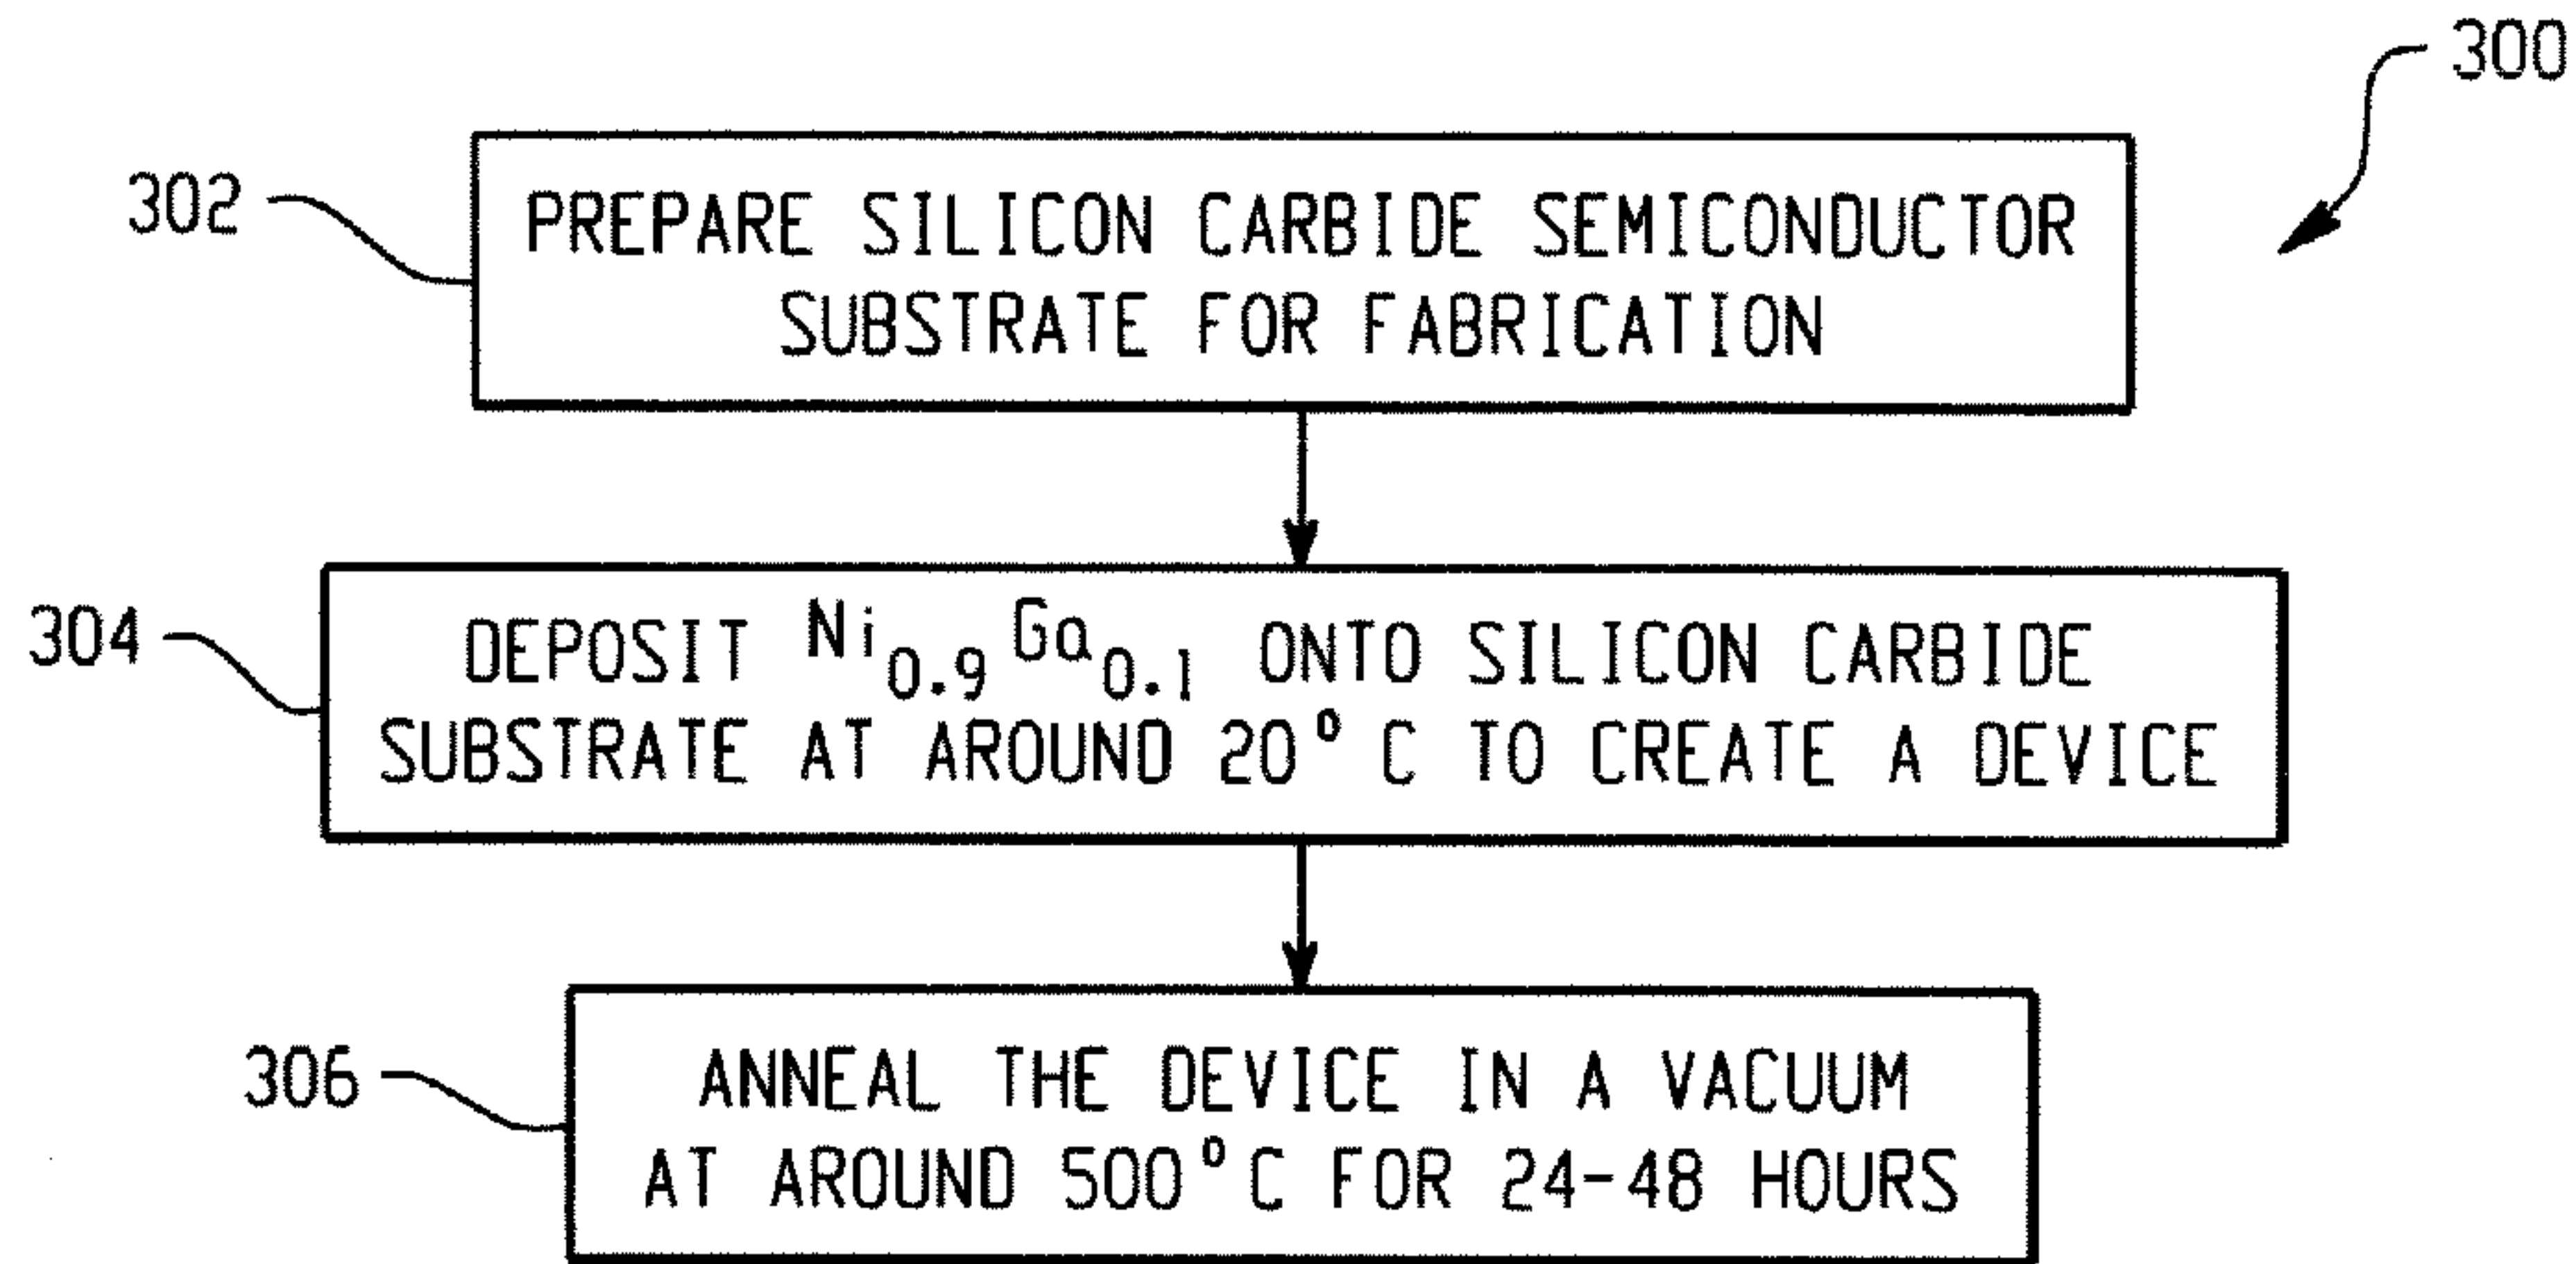 300
302
PREPARE SILICON CARBIDE SEMICONDUCTOR
SUBSTRATE FOR FABRICATION
304
DEPOSIT Ni0.9Ga0.1 ONTO SILICON CARBIDE
SUBSTRATE AT AROUND 20° C TO CREATE A DEVICE
306
ANNEAL THE DEVICE IN A VACUUM
AT AROUND 500°C FOR 24-48 HOURS